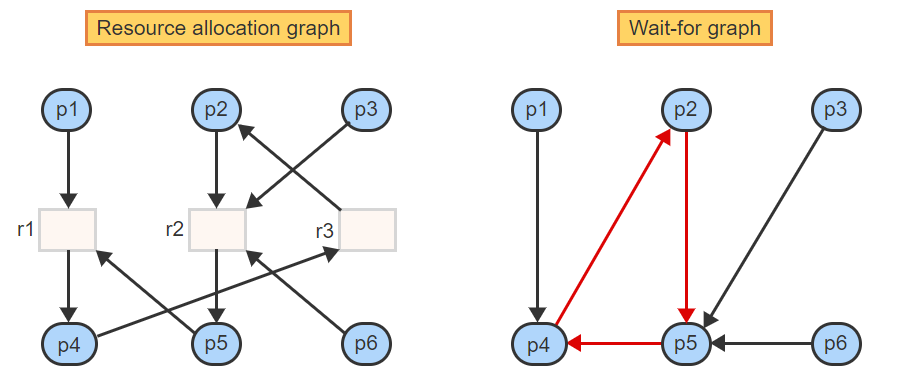 Resource allocation graph
Wait-for graph
p1
p2
p3
r1
r2
r3
p4
p5
p6
p1
p2
p3
p4
p5
p6